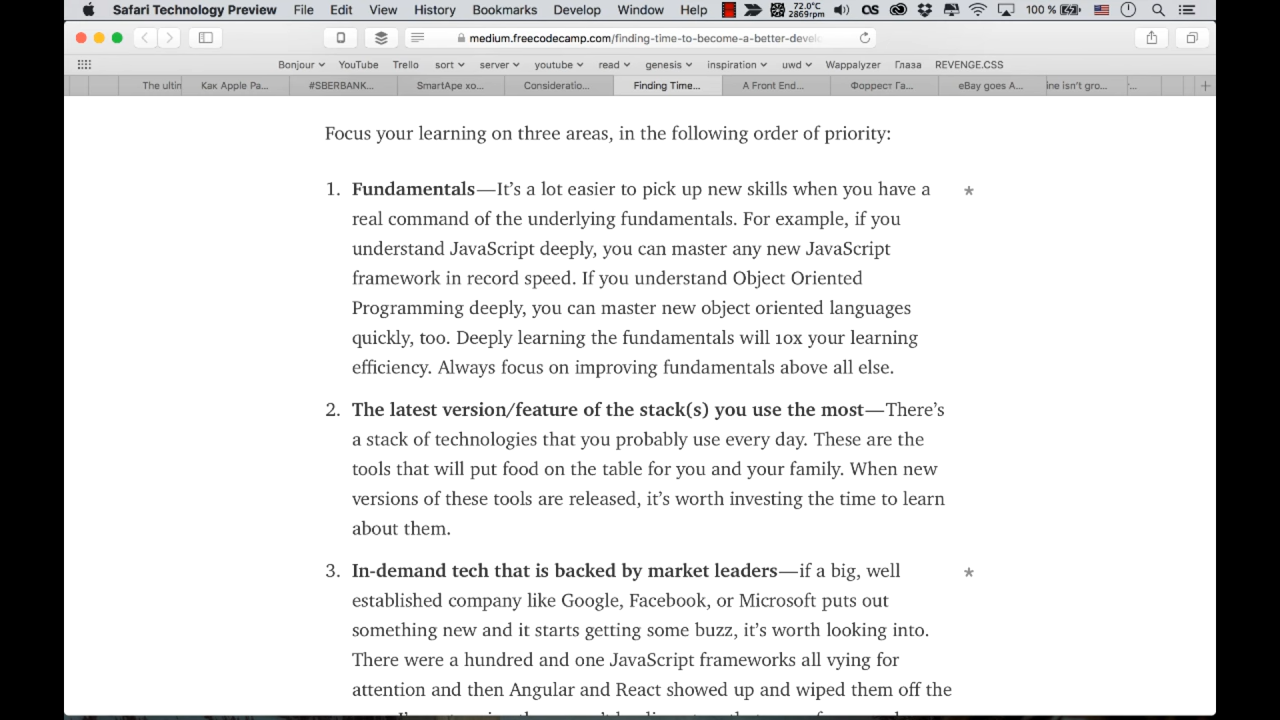 Safari Technology Preview File Edit View History Bookmarks Develop Window Help 72.0°C 2869rpm 100 %
medium.freecodecamp.com/finding-time-to-become-a-better-devel
Bonjour YouTube Trello sort server youtube read genesis inspiration uwd Wappalyzer Глаза REVENGE.CSS
The ultin Как Apple Pa... #SBERBANK... SmartApe xo... Consideratio... Finding Time... A Front End... Форрест Га... eBay goes A... ine isn't gro...
Focus your learning on three areas, in the following order of priority:
1. Fundamentals—It's a lot easier to pick up new skills when you have a *
real command of the underlying fundamentals. For example, if you
understand JavaScript deeply, you can master any new JavaScript
framework in record speed. If you understand Object Oriented
Programming deeply, you can master new object oriented languages
quickly, too. Deeply learning the fundamentals will 10x your learning
efficiency. Always focus on improving fundamentals above all else.
2. The latest version/feature of the stack(s) you use the most—There's
a stack of technologies that you probably use every day. These are the
tools that will put food on the table for you and your family. When new
versions of these tools are released, it's worth investing the time to learn
about them.
3. In-demand tech that is backed by market leaders—if a big, well *
established company like Google, Facebook, or Microsoft puts out
something new and it starts getting some buzz, it's worth looking into.
There were a hundred and one JavaScript frameworks all vying for
attention and then Angular and React showed up and wiped them off the